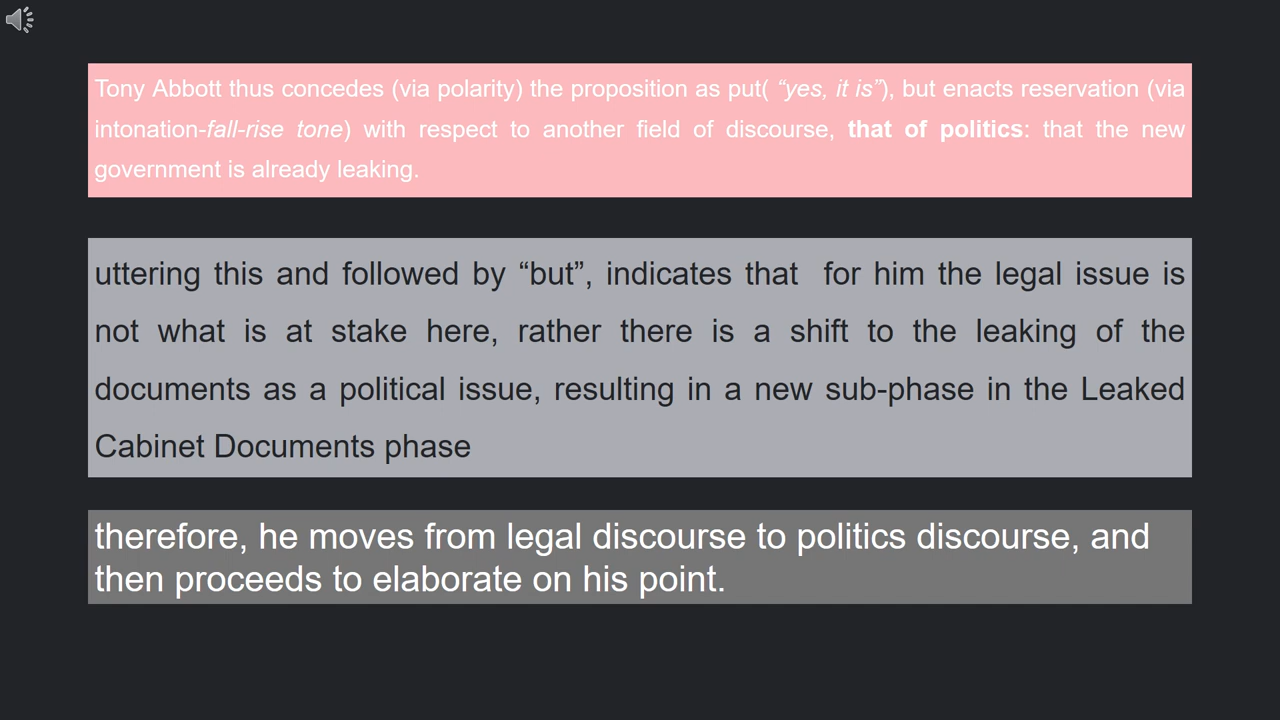 Tony Abbott thus concedes (via polarity) the proposition as put( “yes, it is”), but enacts reservation (via
intonation-fall-rise tone) with respect to another field of discourse, that of politics: that the new
government is already leaking.
uttering this and followed by “but”, indicates that for him the legal issue is
not what is at stake here, rather there is a shift to the leaking of the
documents as a political issue, resulting in a new sub-phase in the Leaked
Cabinet Documents phase
therefore, he moves from legal discourse to politics discourse, and
then proceeds to elaborate on his point.